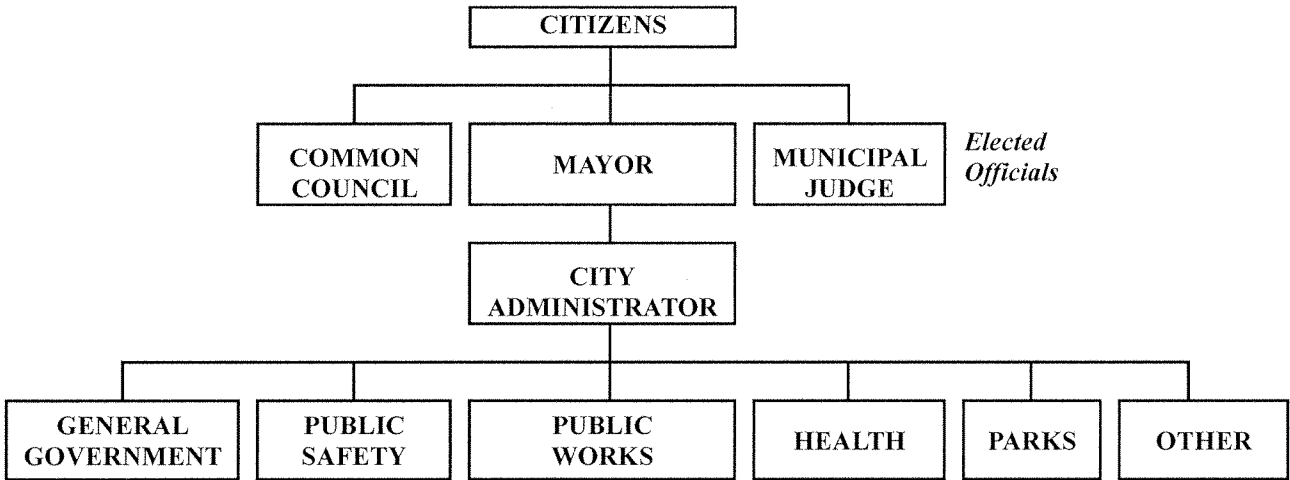 CITIZENS
COMMON
COUNCIL
MAYOR
MUNICIPAL
JUDGE
Elected
Officials
CITY
ADMINISTRATOR
GENERAL
GOVERNMENT
PUBLIC
SAFETY
PUBLIC
WORKS
HEALTH
PARKS
OTHER